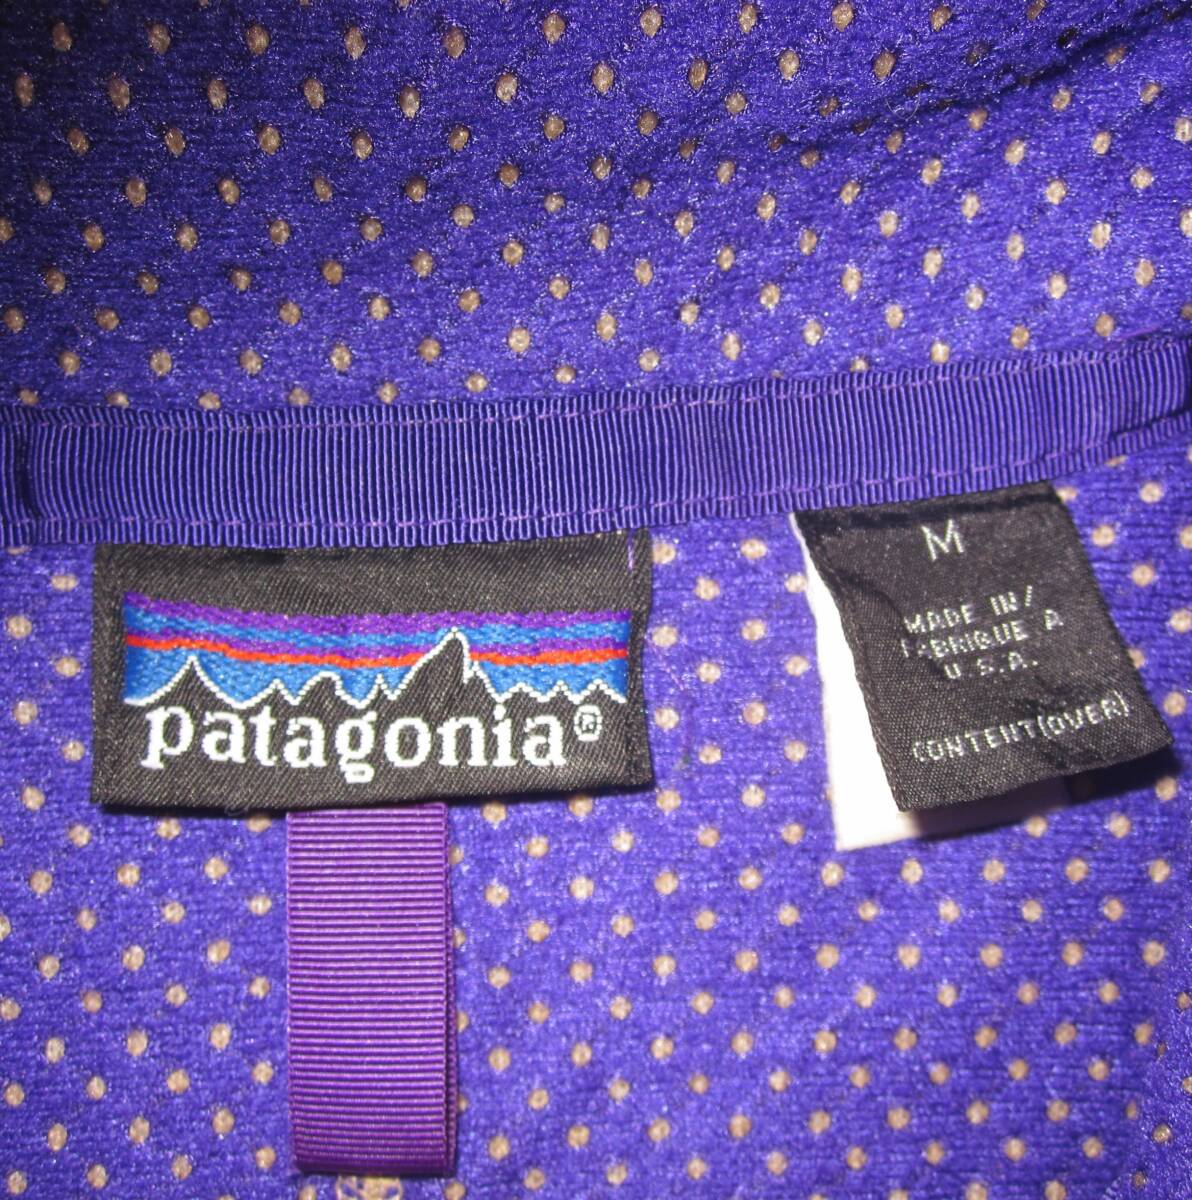 patagonia®
M
MADE IN/
FABRIQUE A
U.S.A.
CONTENT(OVER)